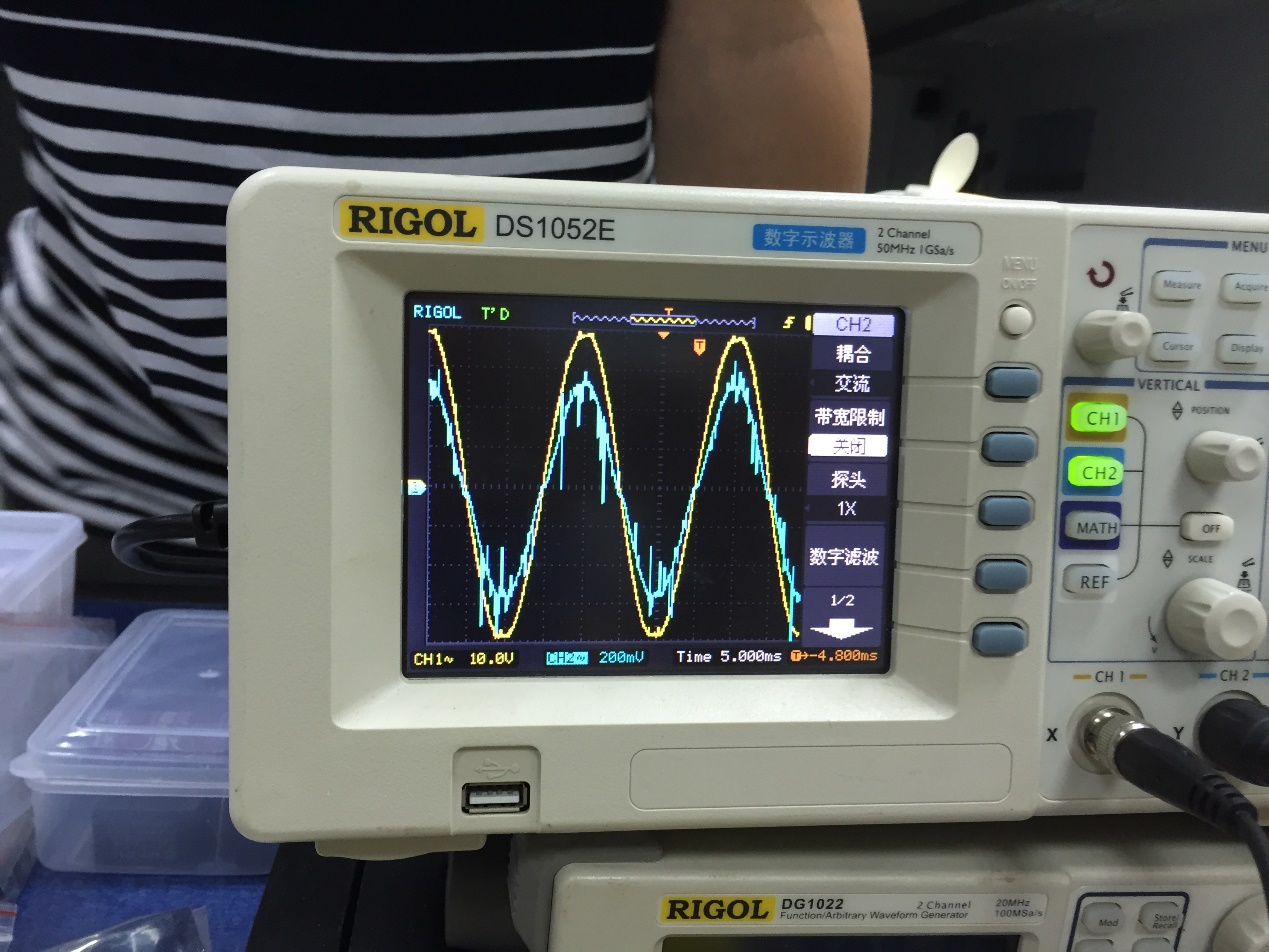 RIGOL DS1052E
数字示波器
2 Channel
50MHz 1GSa/s
MENU
ON/OFF
MENU
Measure
Acquire
Cursor
Display
RIGOL T'D
T
T
CH2
耦合
交流
带宽限制
关闭
探头
1X
数字滤波
1/2
CH1~ 10.0V CH2~ 200mV Time 5.000ms T→-4.800ms
VERTICAL
CH1
POSITION
CH2
MATH
OFF
REF
SCALE
CH 1
CH 2
X
Y
RIGOL DG1022
2 Channel
20MHz
100MSa/s
Function/Arbitrary Waveform Generator
Mod
Store
Recall